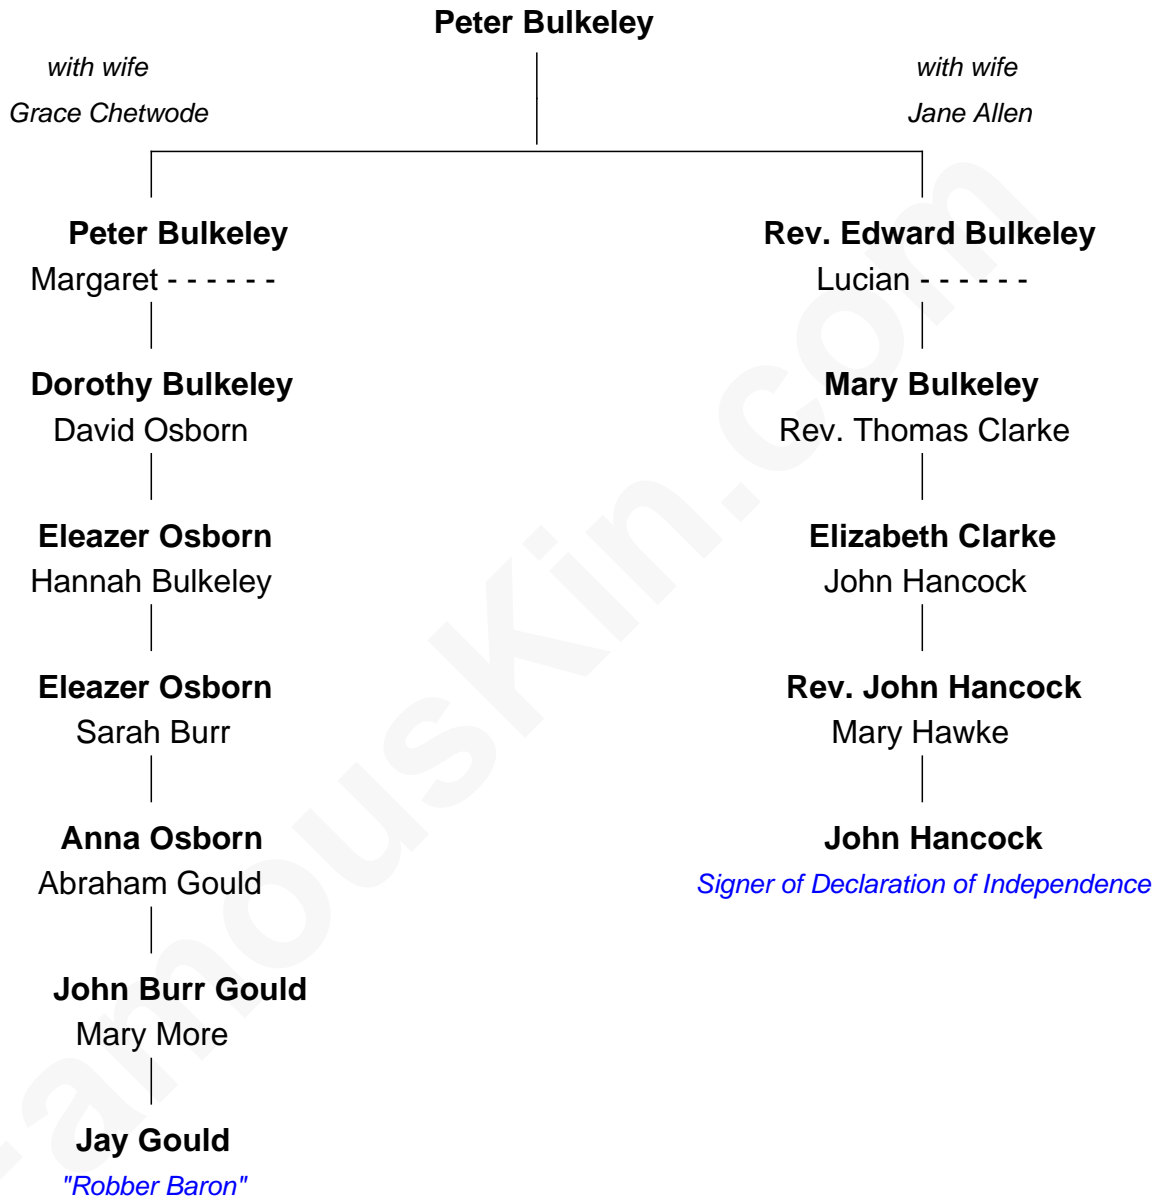 Peter Bulkeley
with wife
Grace Chetwode
with wife
Jane Allen
Peter Bulkeley
Margaret - - - - - -
Rev. Edward Bulkeley
Lucian - - - - - -
Dorothy Bulkeley
David Osborn
Mary Bulkeley
Rev. Thomas Clarke
Eleazer Osborn
Hannah Bulkeley
Elizabeth Clarke
John Hancock
Eleazer Osborn
Sarah Burr
Rev. John Hancock
Mary Hawke
Anna Osborn
Abraham Gould
John Hancock
Signer of Declaration of Independence
John Burr Gould
Mary More
Jay Gould
"Robber Baron"
FamousKin.com